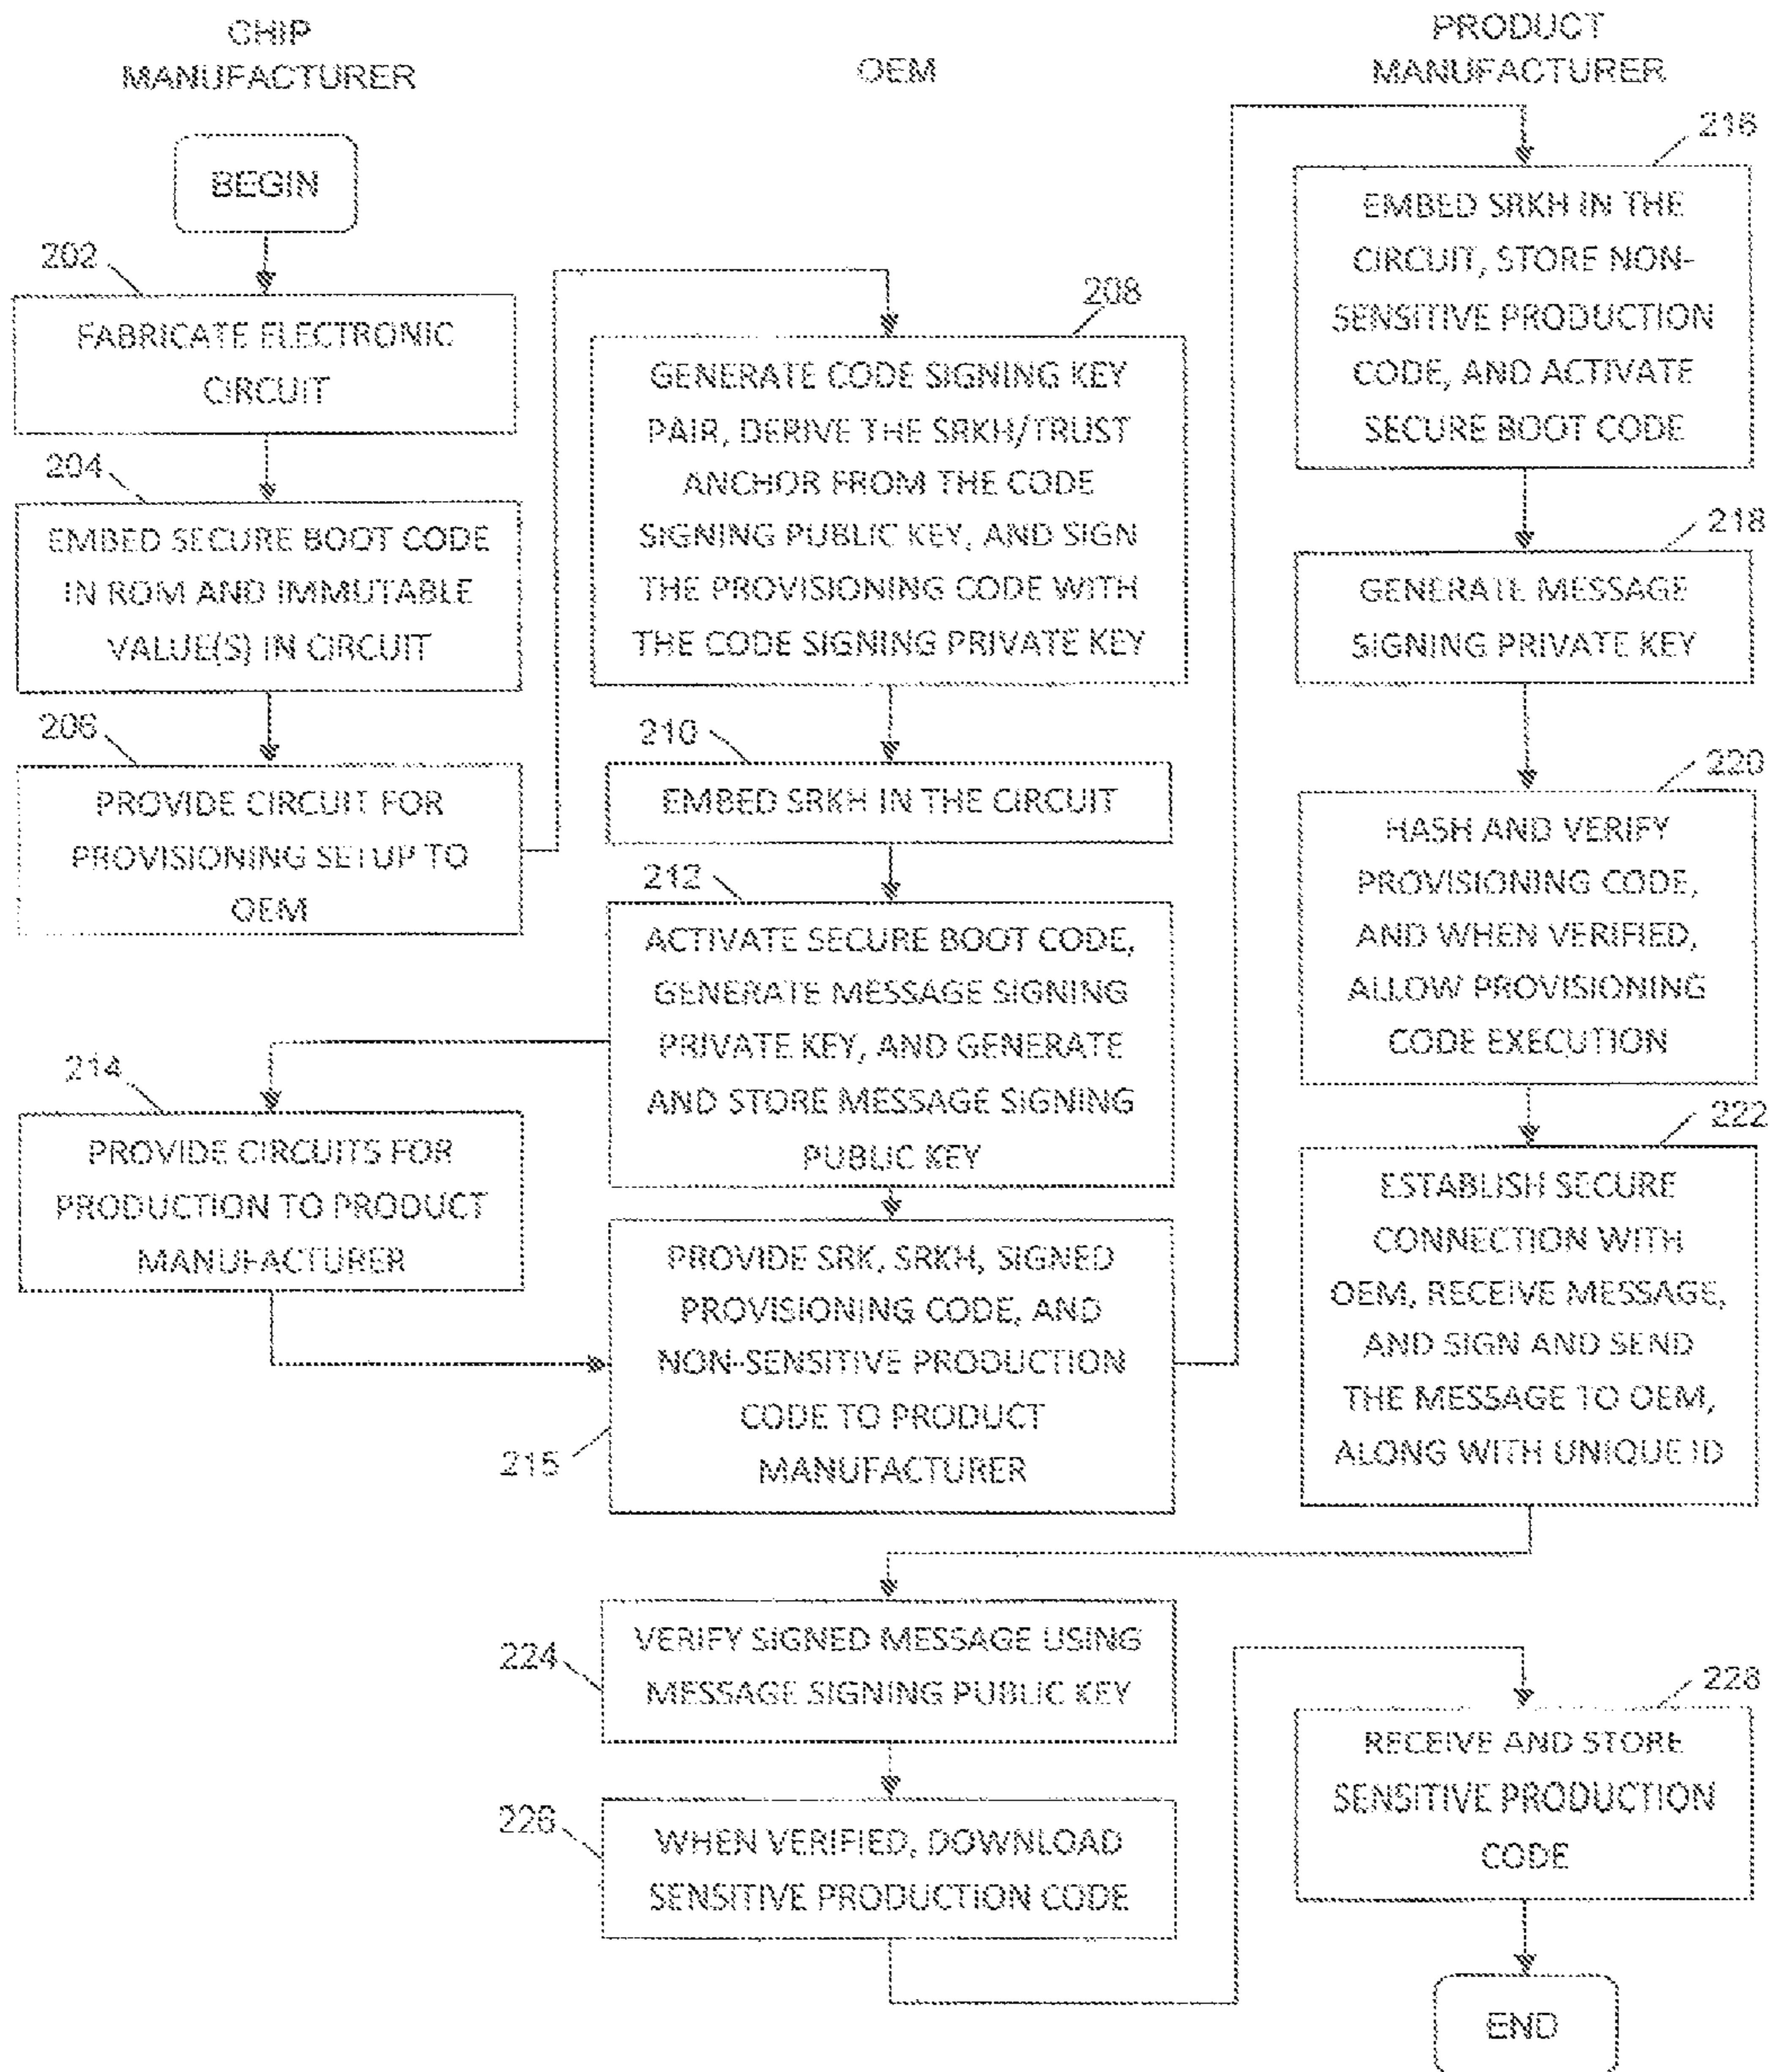 CHIP
MANUFACTURER
BEGIN
202
FABRICATE ELECTRONIC
CIRCUIT
204
EMBED SECURE BOOT CODE
IN ROM AND IMMUTABLE
VALUE(S) IN CIRCUIT
206
PROVIDE CIRCUIT FOR
PROVISIONING SETUP TO
OEM
OEM
208
GENERATE CODE SIGNING KEY
PAIR, DERIVE THE SRKH/TRUST
ANCHOR FROM THE CODE
SIGNING PUBLIC KEY, AND SIGN
THE PROVISIONING CODE WITH
THE CODE SIGNING PRIVATE KEY
210
EMBED SRKH IN THE CIRCUIT
212
ACTIVATE SECURE BOOT CODE,
GENERATE MESSAGE SIGNING
PRIVATE KEY, AND GENERATE
AND STORE MESSAGE SIGNING
PUBLIC KEY
214
PROVIDE CIRCUITS FOR
PRODUCTION TO PRODUCT
MANUFACTURER
215
PROVIDE SRK, SRKH, SIGNED
PROVISIONING CODE, AND
NON-SENSITIVE PRODUCTION
CODE TO PRODUCT
MANUFACTURER
PRODUCT
MANUFACTURER
216
EMBED SRKH IN THE
CIRCUIT, STORE NON-
SENSITIVE PRODUCTION
CODE, AND ACTIVATE
SECURE BOOT CODE
218
GENERATE MESSAGE
SIGNING PRIVATE KEY
220
HASH AND VERIFY
PROVISIONING CODE,
AND WHEN VERIFIED,
ALLOW PROVISIONING
CODE EXECUTION
222
ESTABLISH SECURE
CONNECTION WITH
OEM, RECEIVE MESSAGE,
AND SIGN AND SEND
THE MESSAGE TO OEM,
ALONG WITH UNIQUE ID
224
VERIFY SIGNED MESSAGE USING
MESSAGE SIGNING PUBLIC KEY
226
WHEN VERIFIED, DOWNLOAD
SENSITIVE PRODUCTION CODE
228
RECEIVE AND STORE
SENSITIVE PRODUCTION
CODE
END